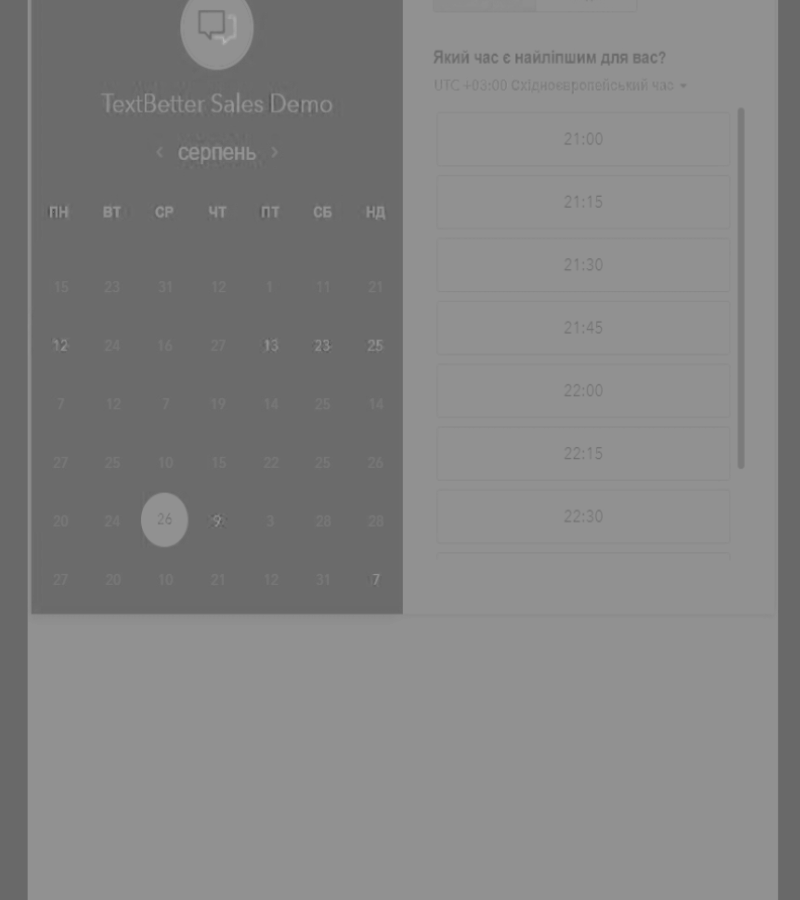 TextBetter Sales Demo
‹ серпень ›
ПН ВТ СР ЧТ ПТ СБ НД
15 23 31 12 1 11 21
12 24 16 27 13 23 25
7 12 7 19 14 25 14
27 25 10 15 22 25 26
20 24 26 9 3 28 28
27 20 10 21 12 31 7
Який час є найліпшим для вас?
UTC +03:00 Східноєвропейський час
21:00
21:15
21:30
21:45
22:00
22:15
22:30